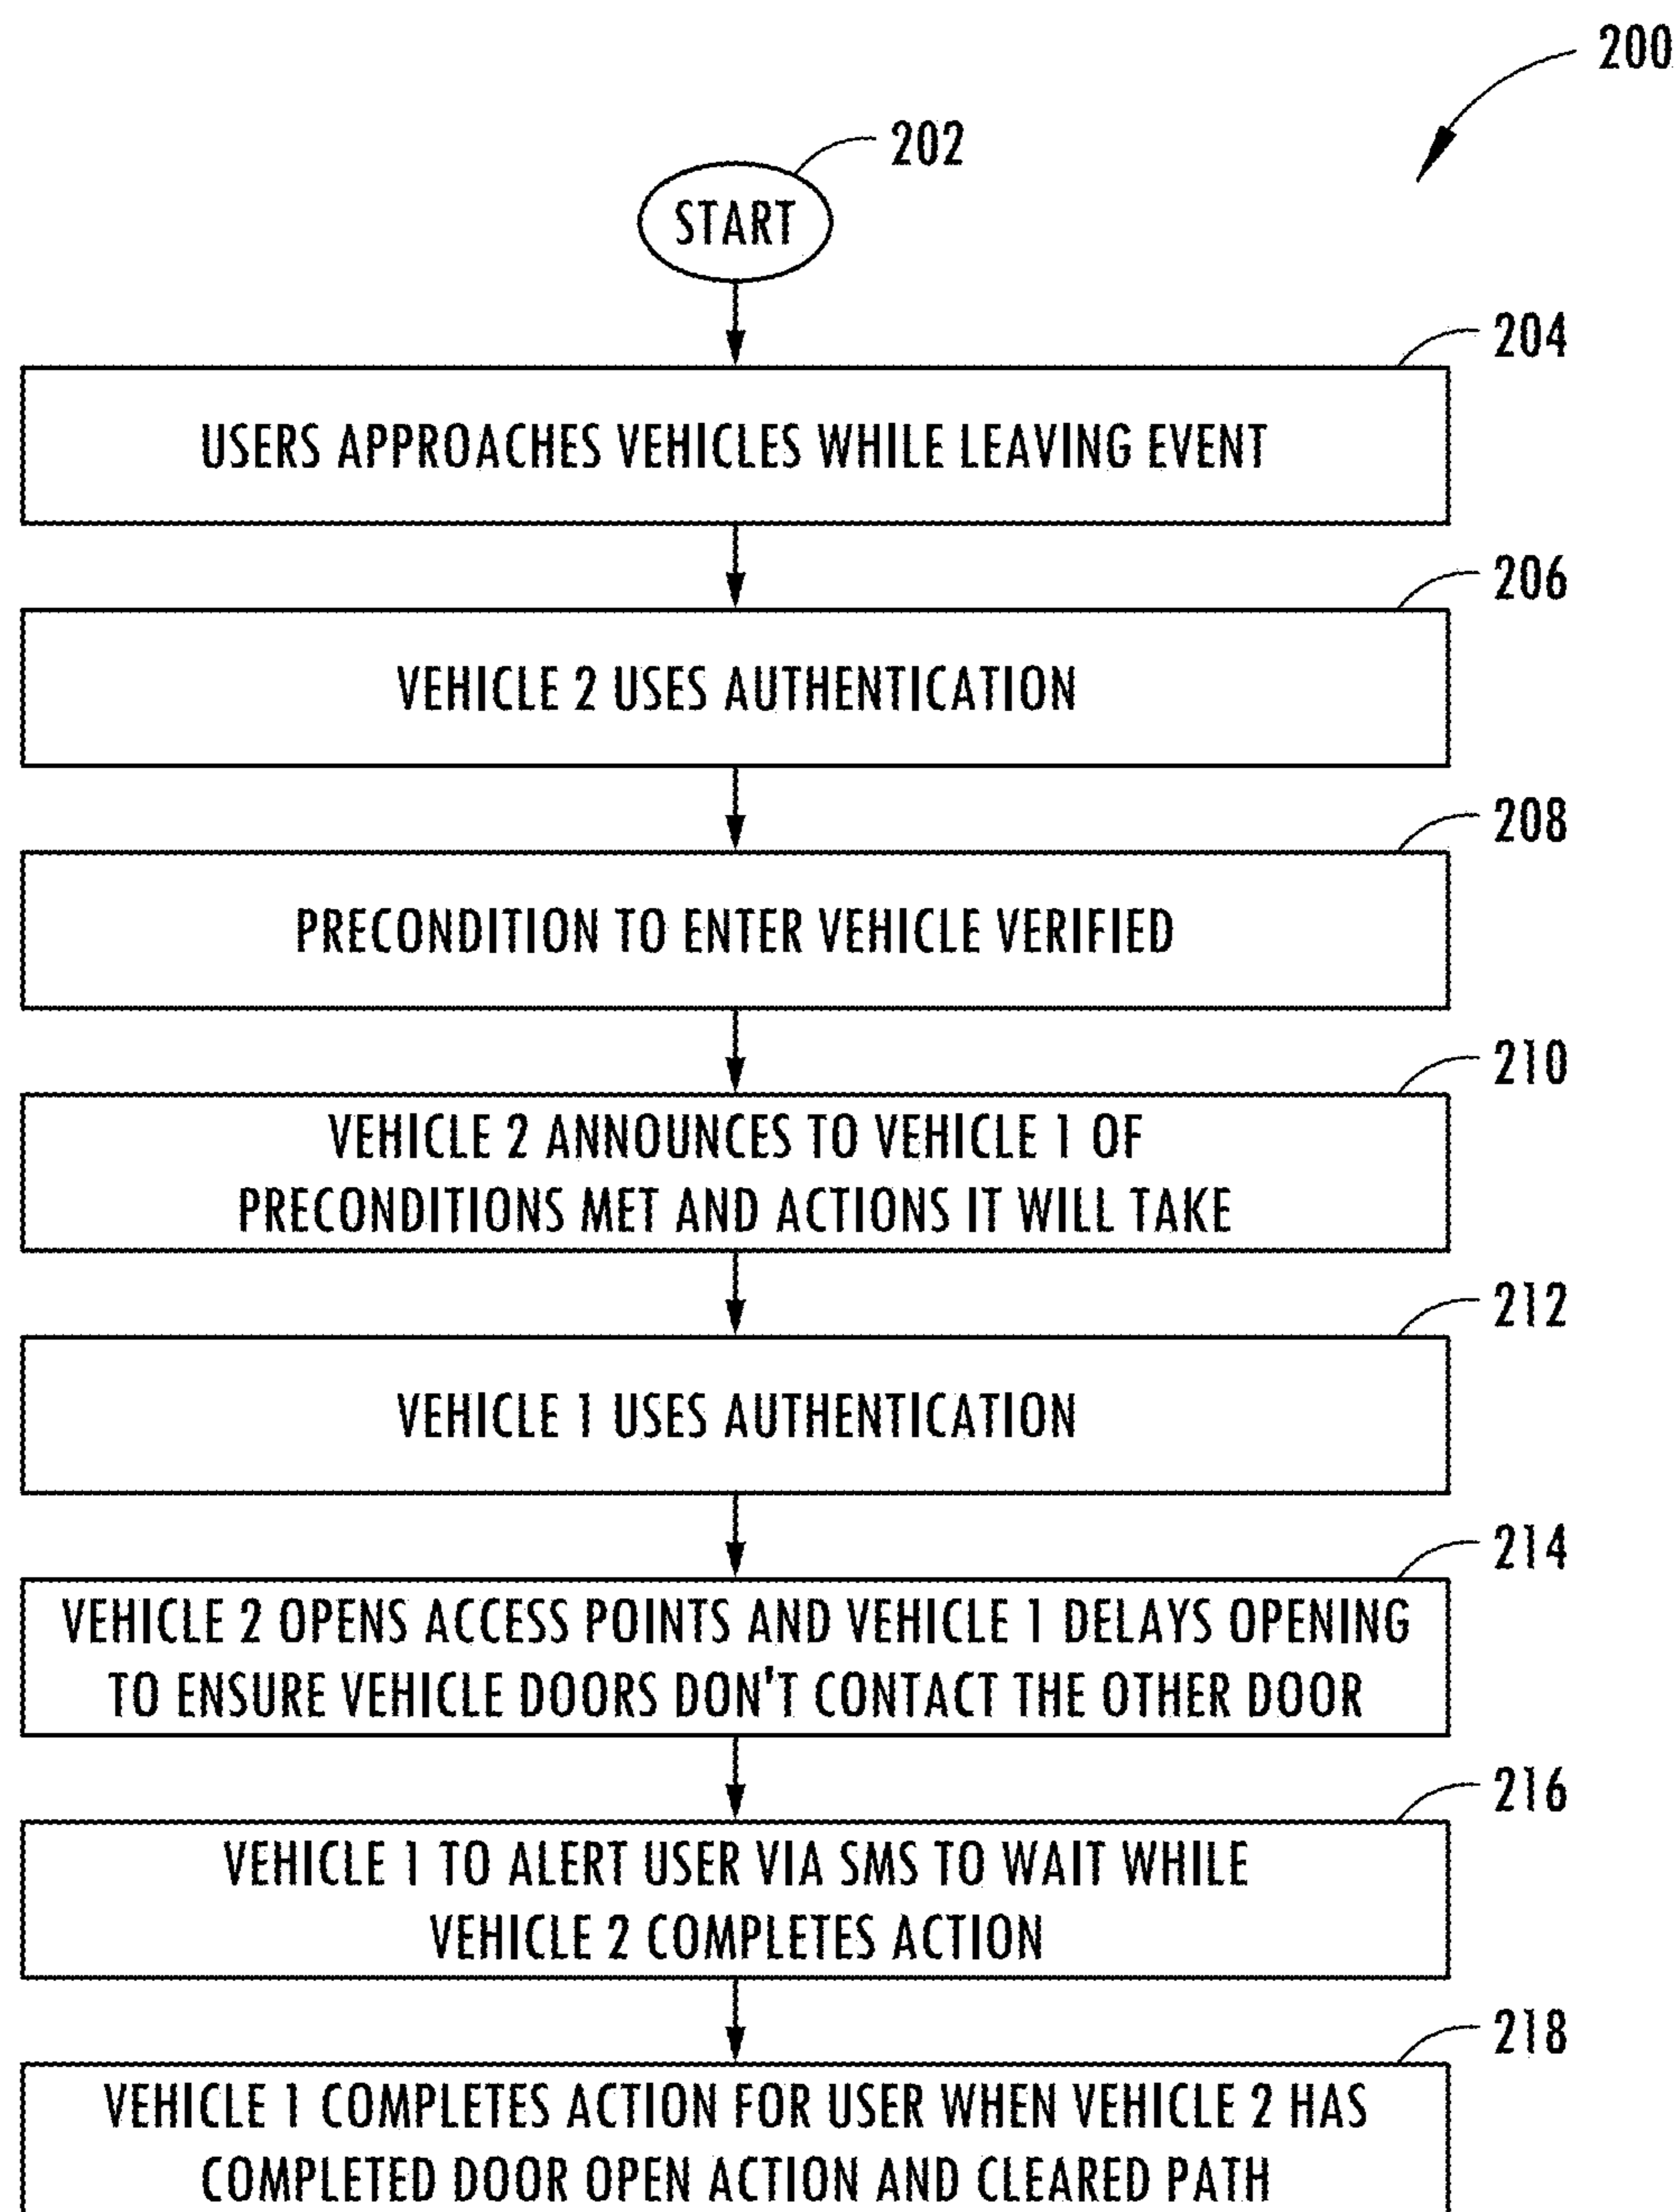 200
202
START
204
USERS APPROACHES VEHICLES WHILE LEAVING EVENT
206
VEHICLE 2 USES AUTHENTICATION
208
PRECONDITION TO ENTER VEHICLE VERIFIED
210
VEHICLE 2 ANNOUNCES TO VEHICLE 1 OF
PRECONDITIONS MET AND ACTIONS IT WILL TAKE
212
VEHICLE 1 USES AUTHENTICATION
214
VEHICLE 2 OPENS ACCESS POINTS AND VEHICLE 1 DELAYS OPENING
TO ENSURE VEHICLE DOORS DON'T CONTACT THE OTHER DOOR
216
VEHICLE 1 TO ALERT USER VIA SMS TO WAIT WHILE
VEHICLE 2 COMPLETES ACTION
218
VEHICLE 1 COMPLETES ACTION FOR USER WHEN VEHICLE 2 HAS
COMPLETED DOOR OPEN ACTION AND CLEARED PATH